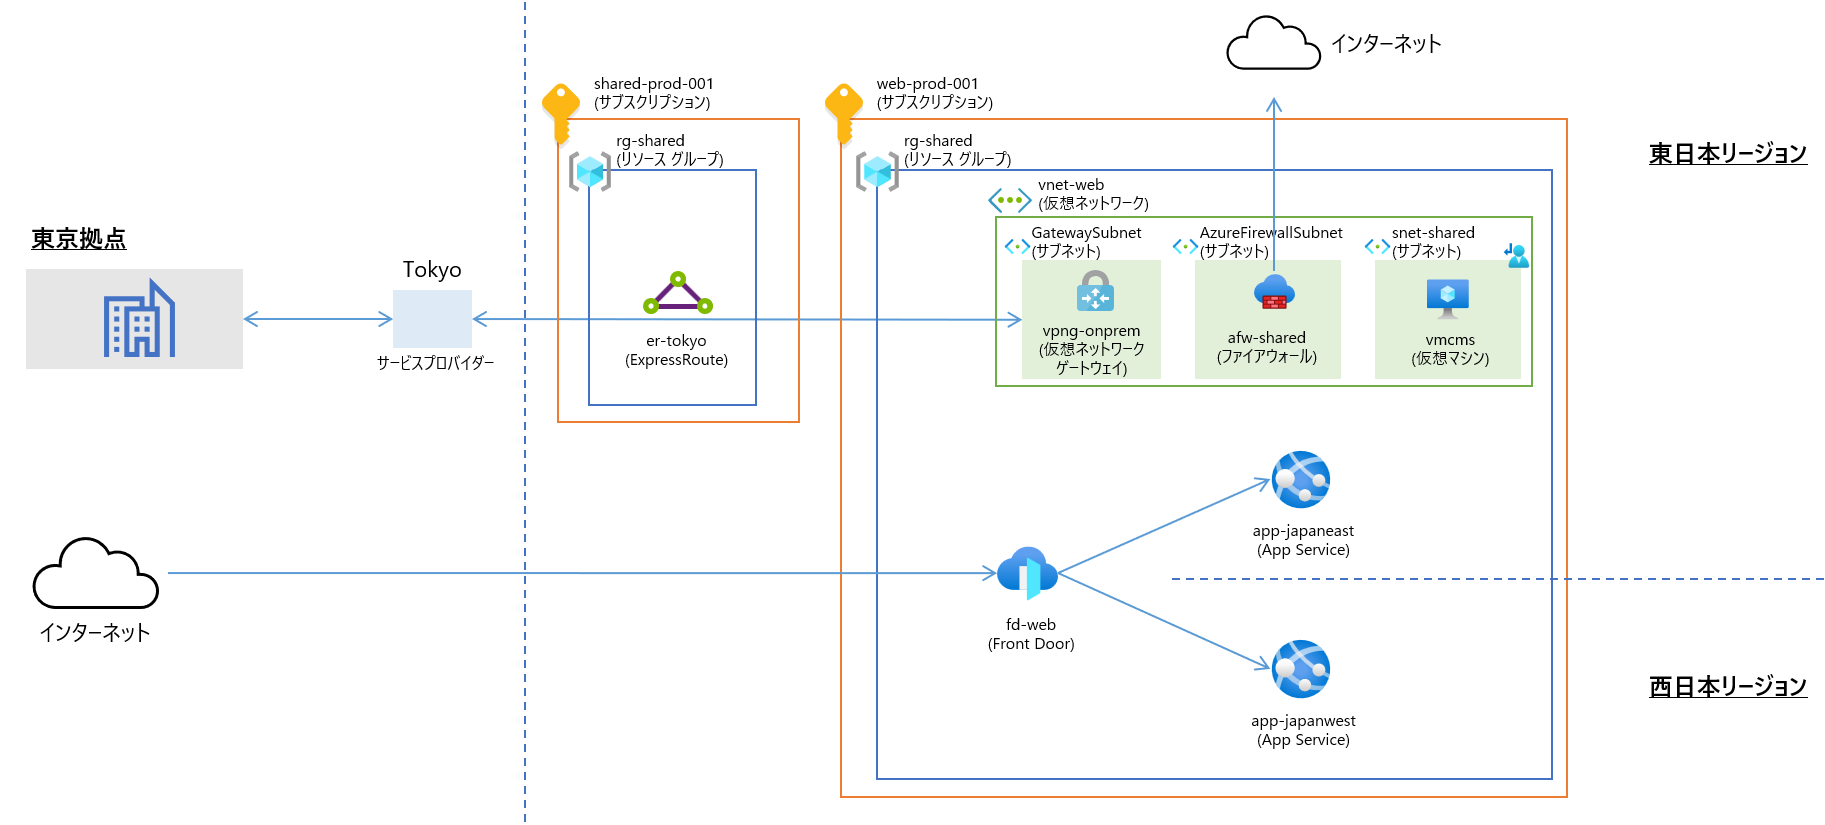 インターネット
shared-prod-001
(サブスクリプション)
web-prod-001
(サブスクリプション)
rg-shared
(リソース グループ)
rg-shared
(リソース グループ)
東日本リージョン
vnet-web
(仮想ネットワーク)
東京拠点
GatewaySubnet
(サブネット)
AzureFirewallSubnet
(サブネット)
snet-shared
(サブネット)
Tokyo
サービスプロバイダー
er-tokyo
(ExpressRoute)
vpng-onprem
(仮想ネットワーク
ゲートウェイ)
afw-shared
(ファイアウォール)
vmcms
(仮想マシン)
app-japaneast
(App Service)
インターネット
fd-web
(Front Door)
西日本リージョン
app-japanwest
(App Service)